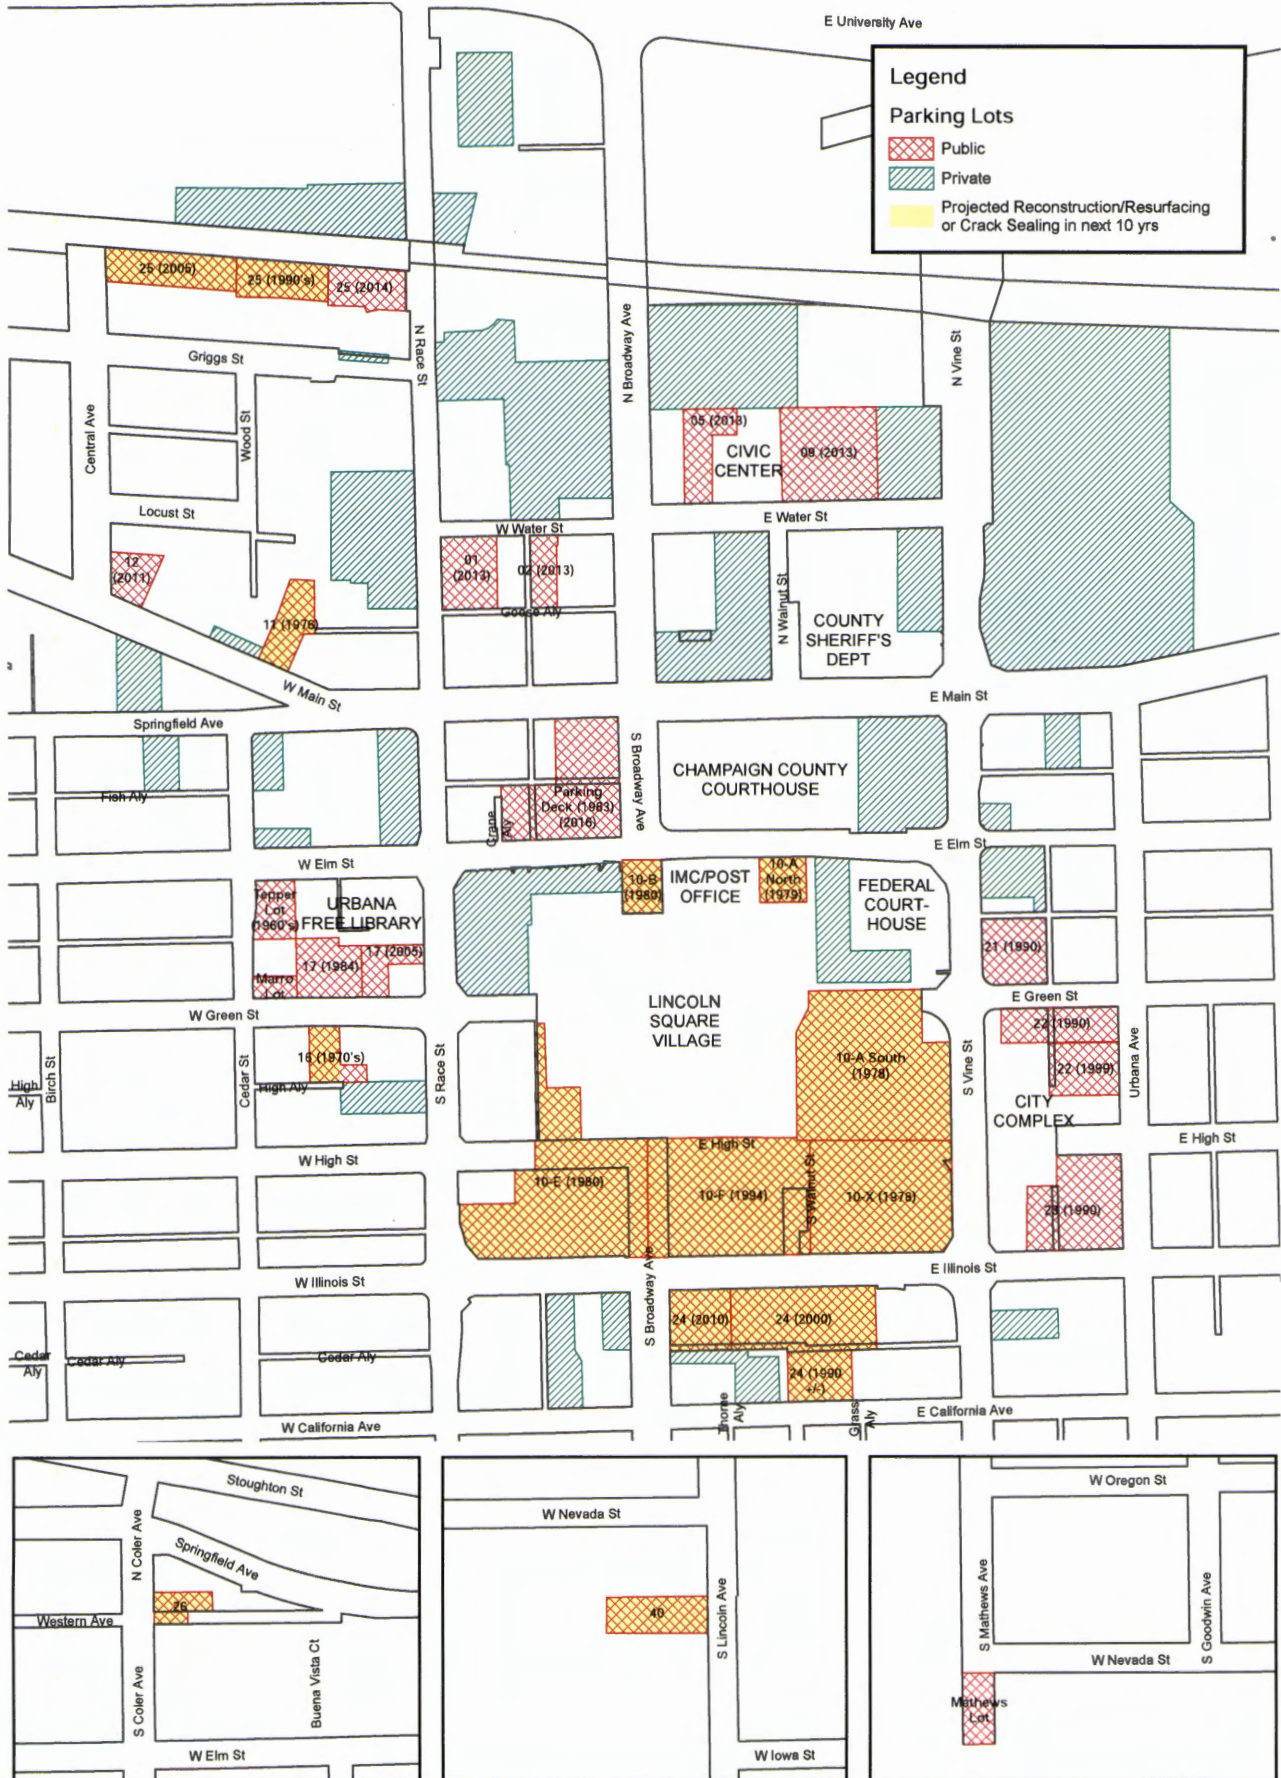 E University Ave
Legend
Parking Lots
Public
Private
Projected Reconstruction/Resurfacing
or Crack Sealing in next 10 yrs
25 (2005)
25 (1990's)
25 (2014)
N Race St
N Broadway Ave
N Vine St
Griggs St
Central Ave
Wood St
05 (2013)
CIVIC
CENTER
09 (2013)
Locust St
W Water St
E Water St
12
(2011)
01
(2013)
02 (2013)
Goose Aly
11 (1976)
N Walnut St
COUNTY
SHERIFF'S
DEPT
W Main St
E Main St
Springfield Ave
S Broadway Ave
CHAMPAIGN COUNTY
COURTHOUSE
Fish Aly
Crane
Aly
Parking
Deck (1983)
(2016)
E Elm St
W Elm St
Tepper
Lot
(1960's)
URBANA
FREE LIBRARY
10-B
(1980)
IMC/POST
OFFICE
10-A
North
(1979)
FEDERAL
COURT-
HOUSE
17 (1984)
17 (2005)
Marro
Lot
21 (1990)
W Green St
E Green St
LINCOLN
SQUARE
VILLAGE
22 (1990)
16 (1970's)
10-A South
(1978)
22 (1999)
High
Aly
Birch St
Cedar St
High Aly
S Race St
S Vine St
Urbana Ave
CITY
COMPLEX
W High St
E High St
E High St
10-E (1980)
10-F (1994)
S Walnut St
10-X (1978)
23 (1990)
W Illinois St
E Illinois St
S Broadway Ave
24 (2010)
24 (2000)
Cedar
Aly
Cedar Aly
Cedar Aly
24 (1990
+/-)
Thorne
Aly
Grass
Aly
W California Ave
E California Ave
Stoughton St
N Coler Ave
Springfield Ave
26
Western Ave
S Coler Ave
Buena Vista Ct
W Elm St
W Nevada St
40
S Lincoln Ave
W Iowa St
W Oregon St
S Mathews Ave
S Goodwin Ave
W Nevada St
Mathews
Lot